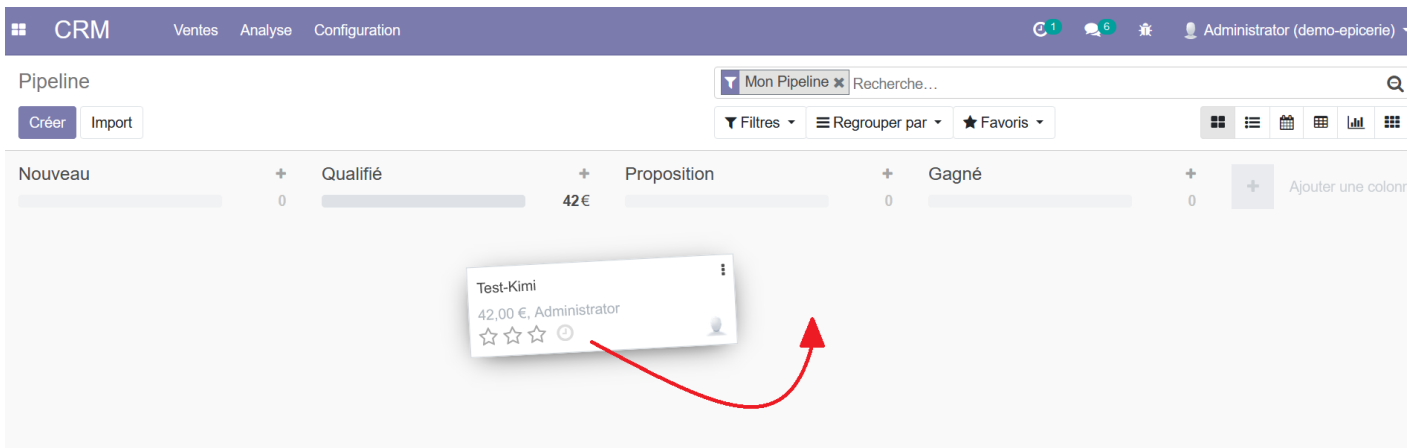 CRM Ventes Analyse Configuration 1 6 Administrator (demo-epicerie)
Pipeline Mon Pipeline Recherche...
Créer Import Filtres Regrouper par Favoris
Nouveau Qualifié Proposition Gagné
0 42€ 0 0 Ajouter une colonn
Test-Kimi
42,00 €, Administrator